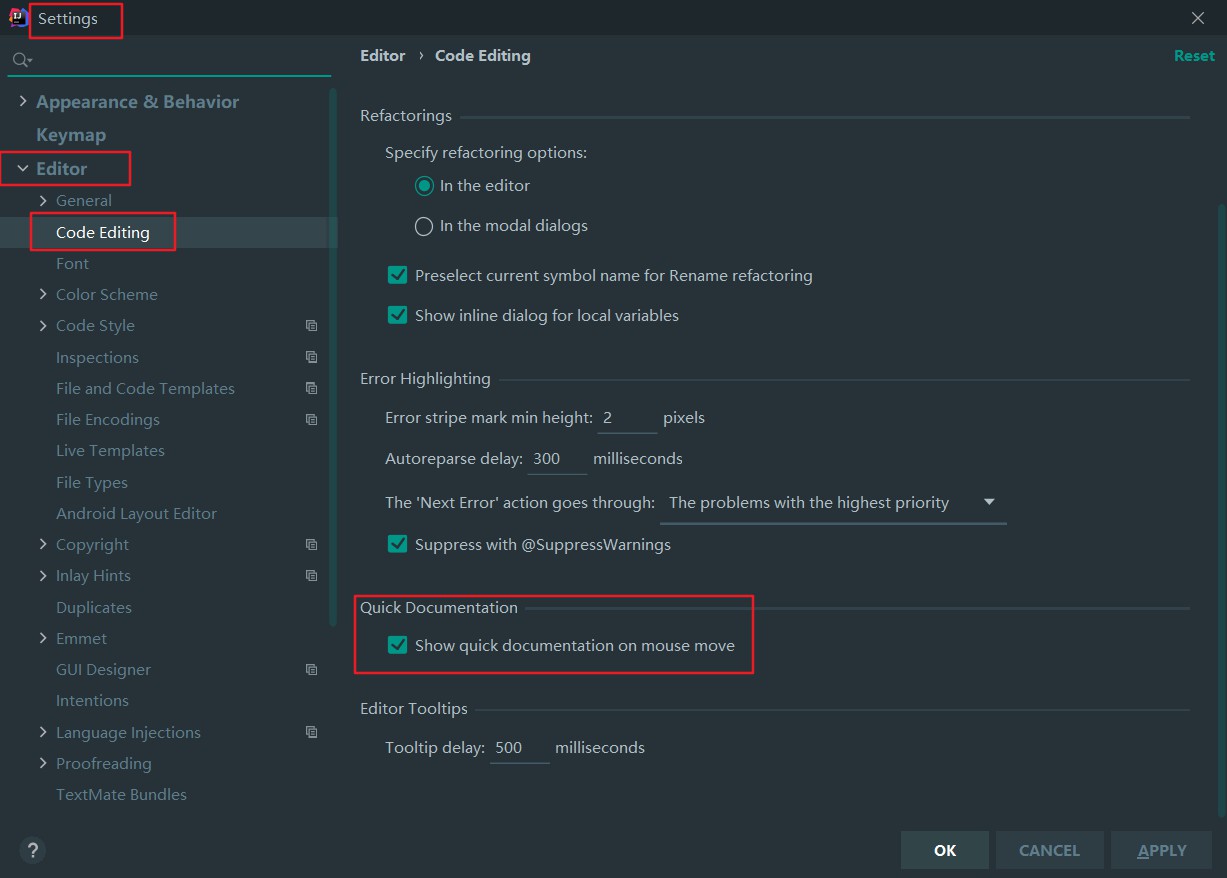 Settings
Appearance & Behavior
Keymap
Editor
General
Code Editing
Font
Color Scheme
Code Style
Inspections
File and Code Templates
File Encodings
Live Templates
File Types
Android Layout Editor
Copyright
Inlay Hints
Duplicates
Emmet
GUI Designer
Intentions
Language Injections
Proofreading
TextMate Bundles
?
Editor › Code Editing
Reset
Refactorings
Specify refactoring options:
In the editor
In the modal dialogs
Preselect current symbol name for Rename refactoring
Show inline dialog for local variables
Error Highlighting
Error stripe mark min height: 2 pixels
Autoreparse delay: 300 milliseconds
The 'Next Error' action goes through: The problems with the highest priority
Suppress with @SuppressWarnings
Quick Documentation
Show quick documentation on mouse move
Editor Tooltips
Tooltip delay: 500 milliseconds
OK CANCEL APPLY